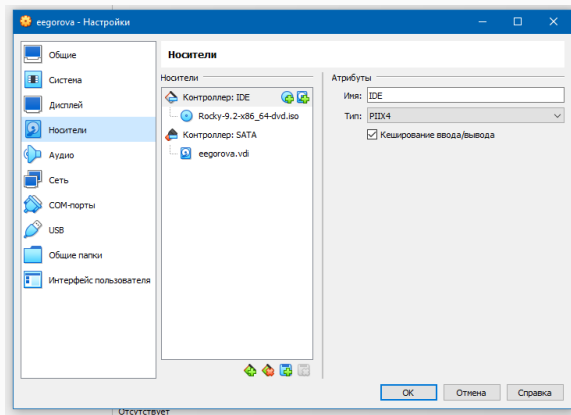 eegorova - Настройки
Общие
Система
Дисплей
Носители
Аудио
Сеть
COM-порты
USB
Общие папки
Интерфейс пользователя
Носители
Носители
Контроллер: IDE
Rocky-9.2-x86_64-dvd.iso
Контроллер: SATA
eegorova.vdi
Атрибуты
Имя: IDE
Тип: PIIX4
Кеширование ввода/вывода
OK Отмена Справка
Отсутствует